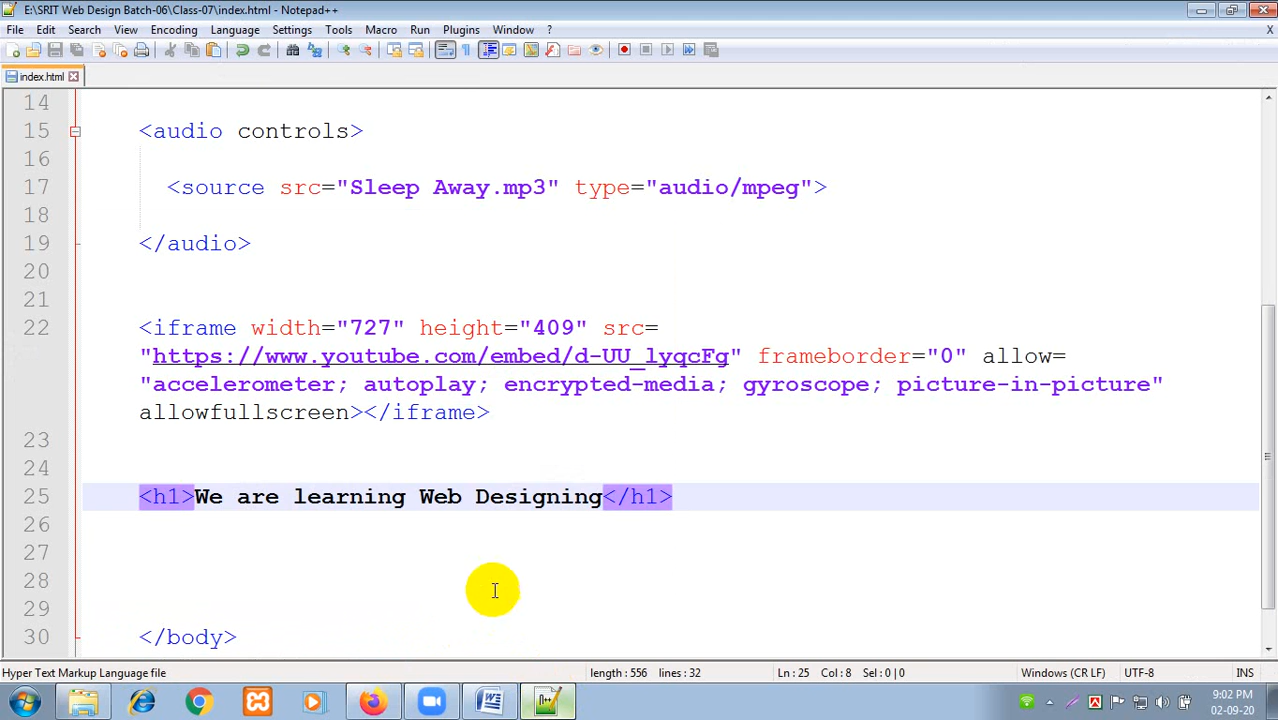 E:\SRIT Web Design Batch-06\Class-07\index.html - Notepad++
File Edit Search View Encoding Language Settings Tools Macro Run Plugins Window ? X
index.html
14
15 <audio controls>
16
17 <source src="Sleep Away.mp3" type="audio/mpeg">
18
19 </audio>
20
21
22 <iframe width="727" height="409" src=
"https://www.youtube.com/embed/d-UU_lyqcFg" frameborder="0" allow=
"accelerometer; autoplay; encrypted-media; gyroscope; picture-in-picture"
allowfullscreen></iframe>
23
24
25 <h1>We are learning Web Designing</h1>
26
27
28
29
30 </body>
Hyper Text Markup Language file length : 556 lines : 32 Ln : 25 Col : 8 Sel : 0 | 0 Windows (CR LF) UTF-8 INS
9:02 PM
02-09-20